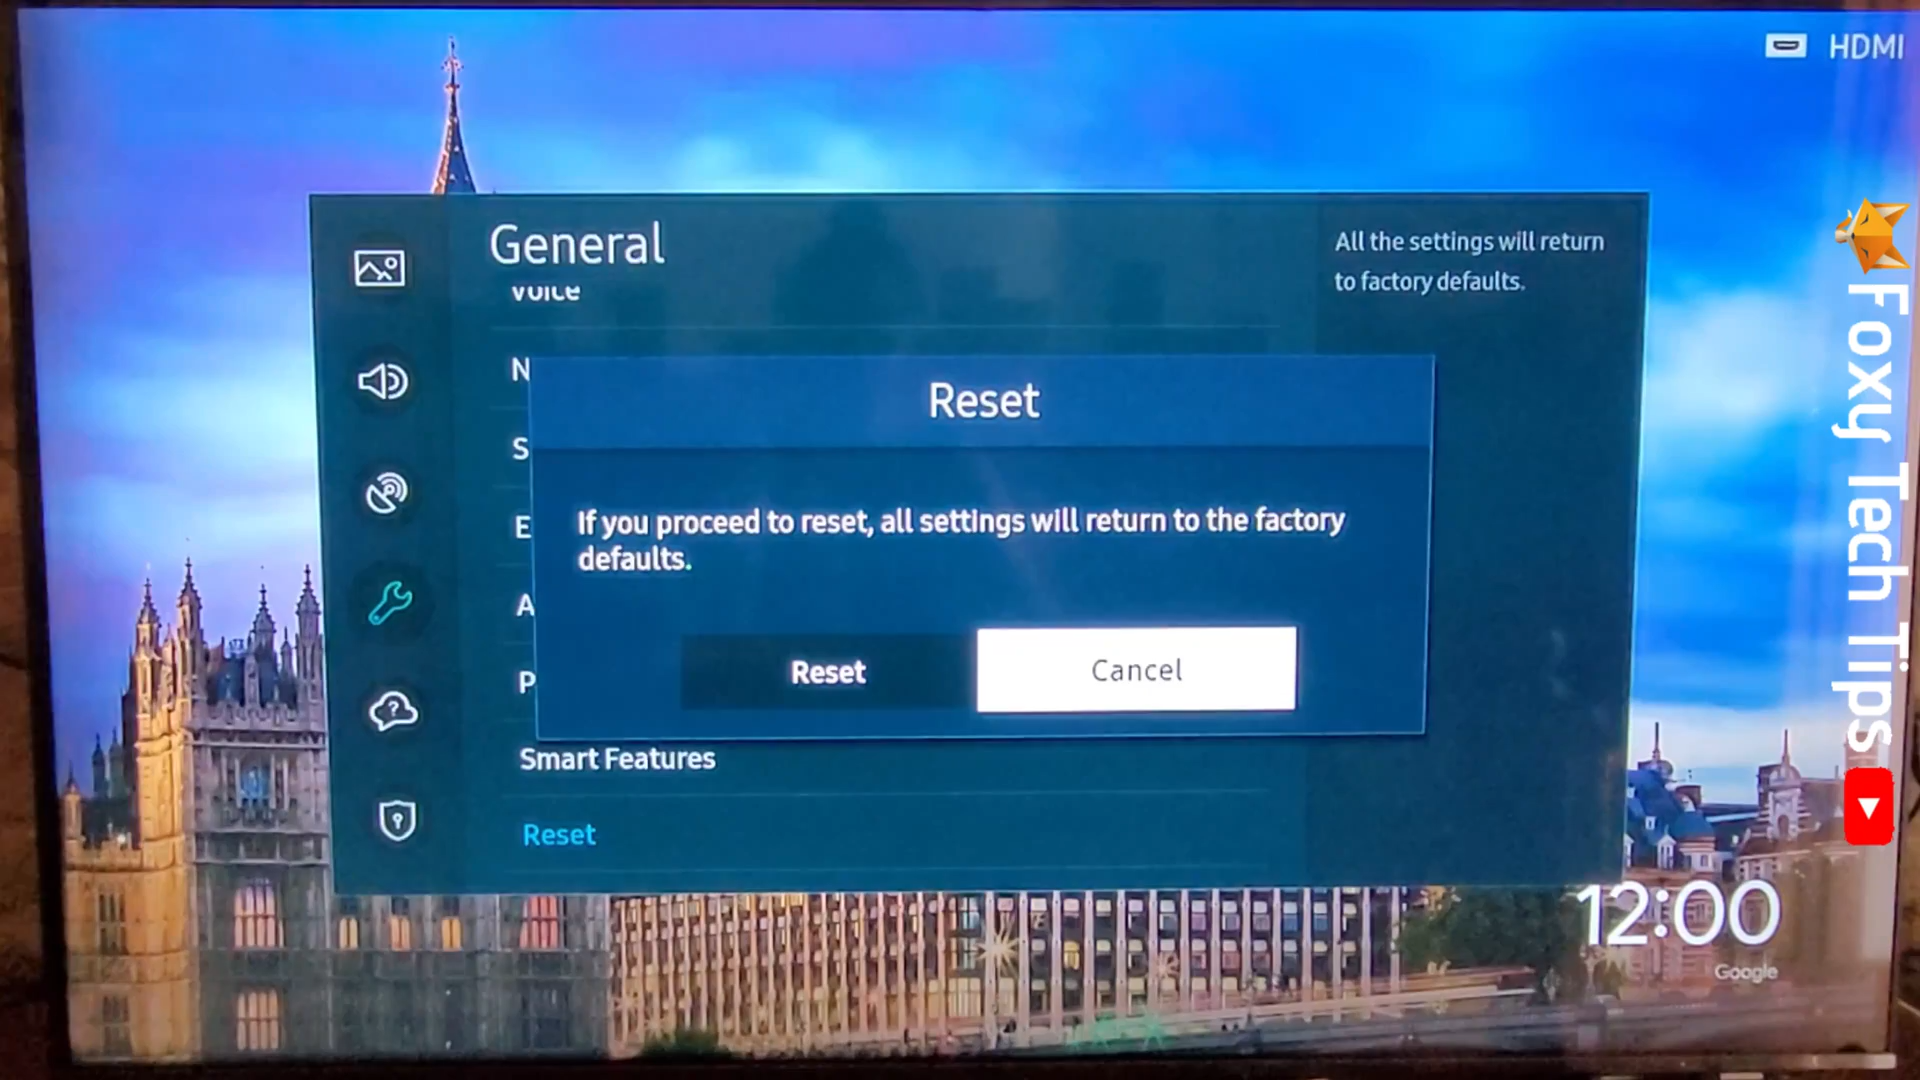 HDMI
General
Voice
All the settings will return
to factory defaults.
N
S
E
A
P
Reset
If you proceed to reset, all settings will return to the factory
defaults.
Reset
Cancel
Smart Features
Reset
12:00
Google
Foxy Tech Tips